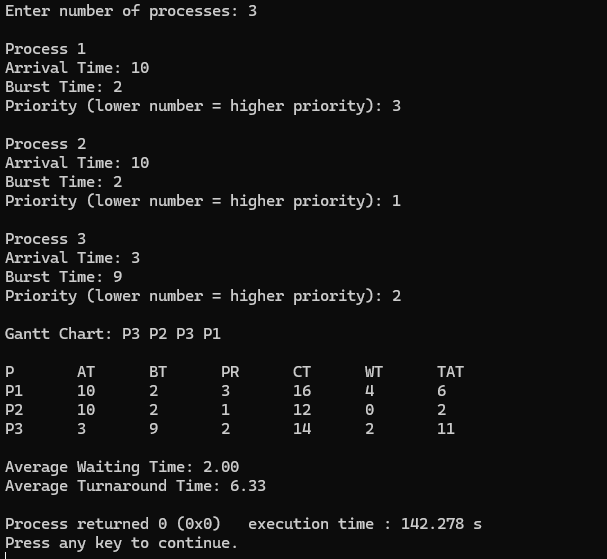 Enter number of processes: 3
Process 1
Arrival Time: 10
Burst Time: 2
Priority (lower number = higher priority): 3
Process 2
Arrival Time: 10
Burst Time: 2
Priority (lower number = higher priority): 1
Process 3
Arrival Time: 3
Burst Time: 9
Priority (lower number = higher priority): 2
Gantt Chart: P3 P2 P3 P1
P AT BT PR CT WT TAT
P1 10 2 3 16 4 6
P2 10 2 1 12 0 2
P3 3 9 2 14 2 11
Average Waiting Time: 2.00
Average Turnaround Time: 6.33
Process returned 0 (0x0)   execution time : 142.278 s
Press any key to continue.